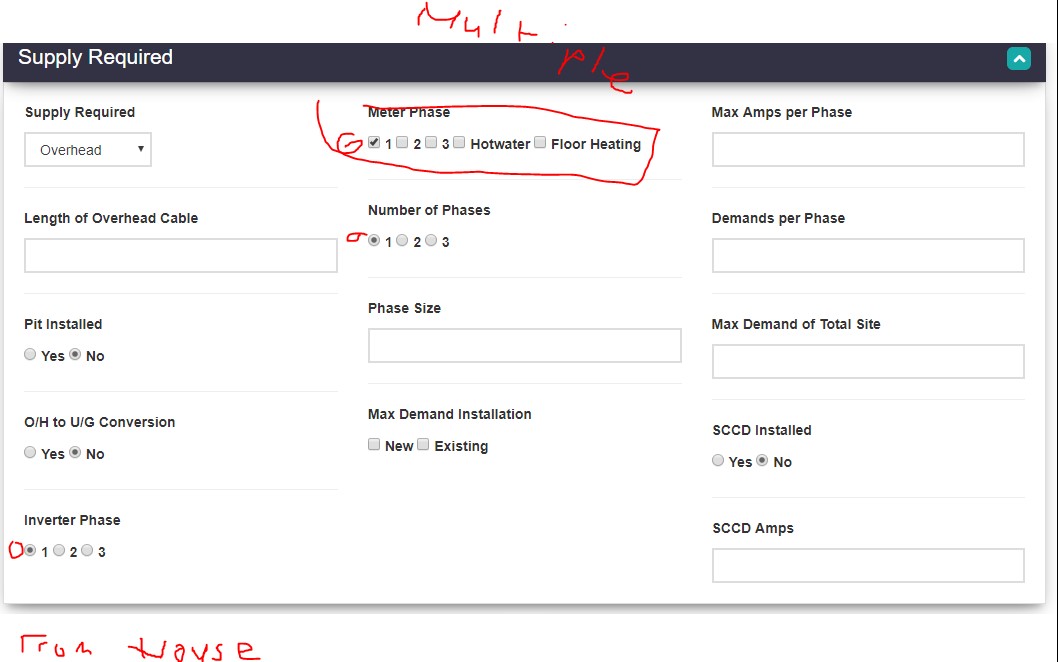 Multiple
Supply Required
Supply Required
Overhead
Length of Overhead Cable
Pit Installed
Yes No
O/H to U/G Conversion
Yes No
Inverter Phase
1 2 3
Meter Phase
1 2 3 Hotwater Floor Heating
Number of Phases
1 2 3
Phase Size
Max Demand Installation
New Existing
Max Amps per Phase
Demands per Phase
Max Demand of Total Site
SCCD Installed
Yes No
SCCD Amps
From House